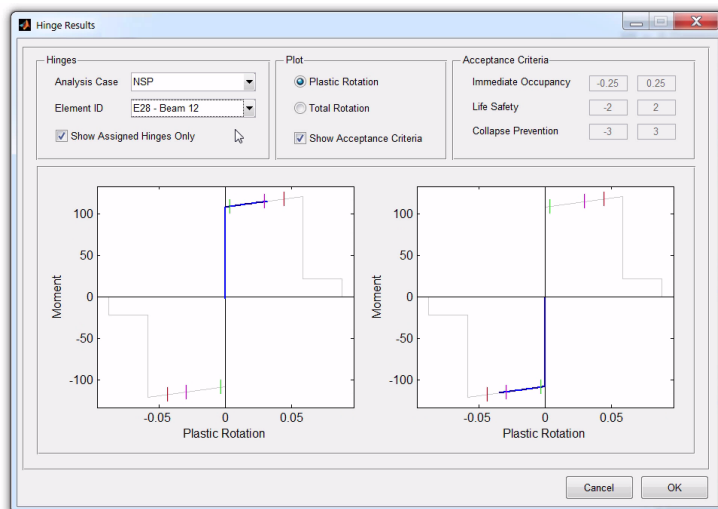 Hinge Results
Hinges
Analysis Case NSP
Element ID E28 - Beam 12
Show Assigned Hinges Only
Plot
Plastic Rotation
Total Rotation
Show Acceptance Criteria
Acceptance Criteria
Immediate Occupancy -0.25 0.25
Life Safety -2 2
Collapse Prevention -3 3
Moment
100
50
0
-50
-100
-0.05 0 0.05
Plastic Rotation
Moment
100
50
0
-50
-100
-0.05 0 0.05
Plastic Rotation
Cancel OK